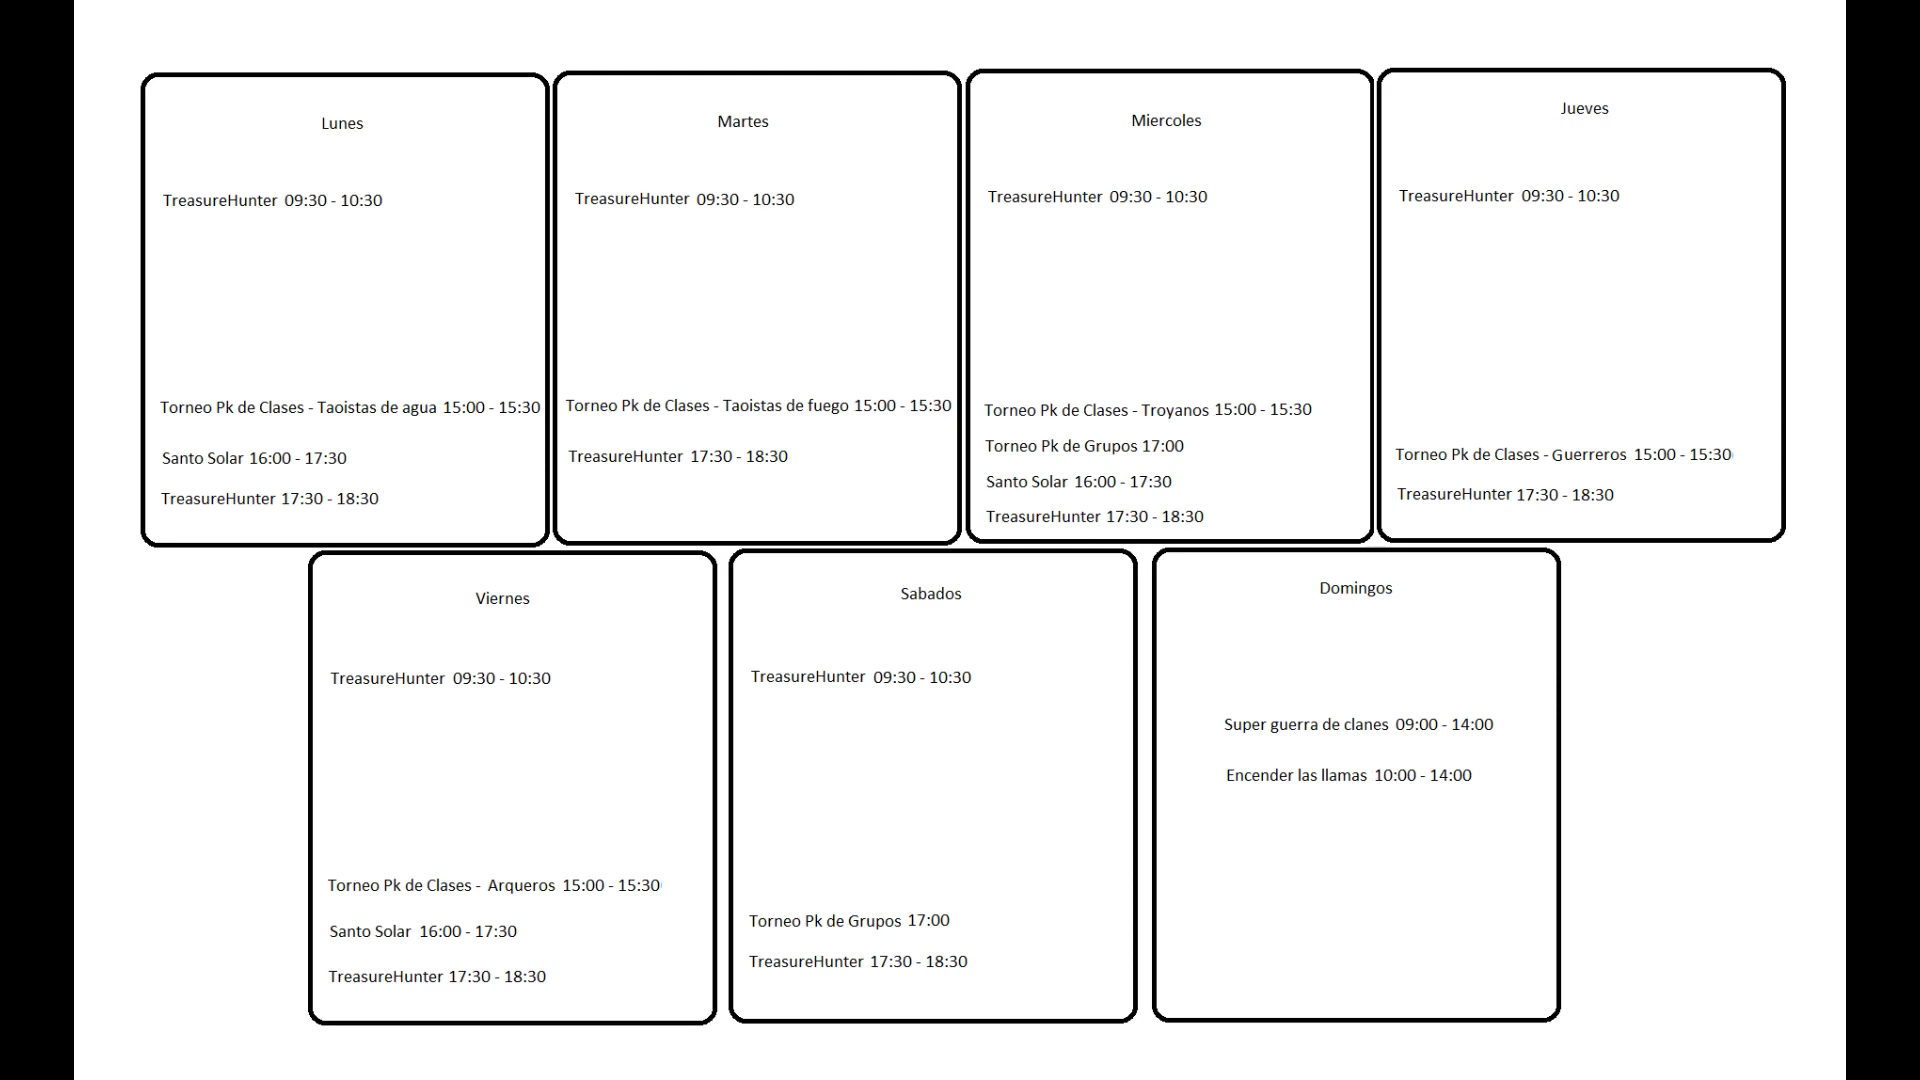 Lunes
TreasureHunter 09:30 - 10:30
Torneo Pk de Clases - Taoistas de agua 15:00 - 15:30
Santo Solar 16:00 - 17:30
TreasureHunter 17:30 - 18:30
Martes
TreasureHunter 09:30 - 10:30
Torneo Pk de Clases - Taoistas de fuego 15:00 - 15:30
TreasureHunter 17:30 - 18:30
Miercoles
TreasureHunter 09:30 - 10:30
Torneo Pk de Clases - Troyanos 15:00 - 15:30
Torneo Pk de Grupos 17:00
Santo Solar 16:00 - 17:30
TreasureHunter 17:30 - 18:30
Jueves
TreasureHunter 09:30 - 10:30
Torneo Pk de Clases - Guerreros 15:00 - 15:30
TreasureHunter 17:30 - 18:30
Viernes
TreasureHunter 09:30 - 10:30
Torneo Pk de Clases - Arqueros 15:00 - 15:30
Santo Solar 16:00 - 17:30
TreasureHunter 17:30 - 18:30
Sabados
TreasureHunter 09:30 - 10:30
Torneo Pk de Grupos 17:00
TreasureHunter 17:30 - 18:30
Domingos
Super guerra de clanes 09:00 - 14:00
Encender las llamas 10:00 - 14:00